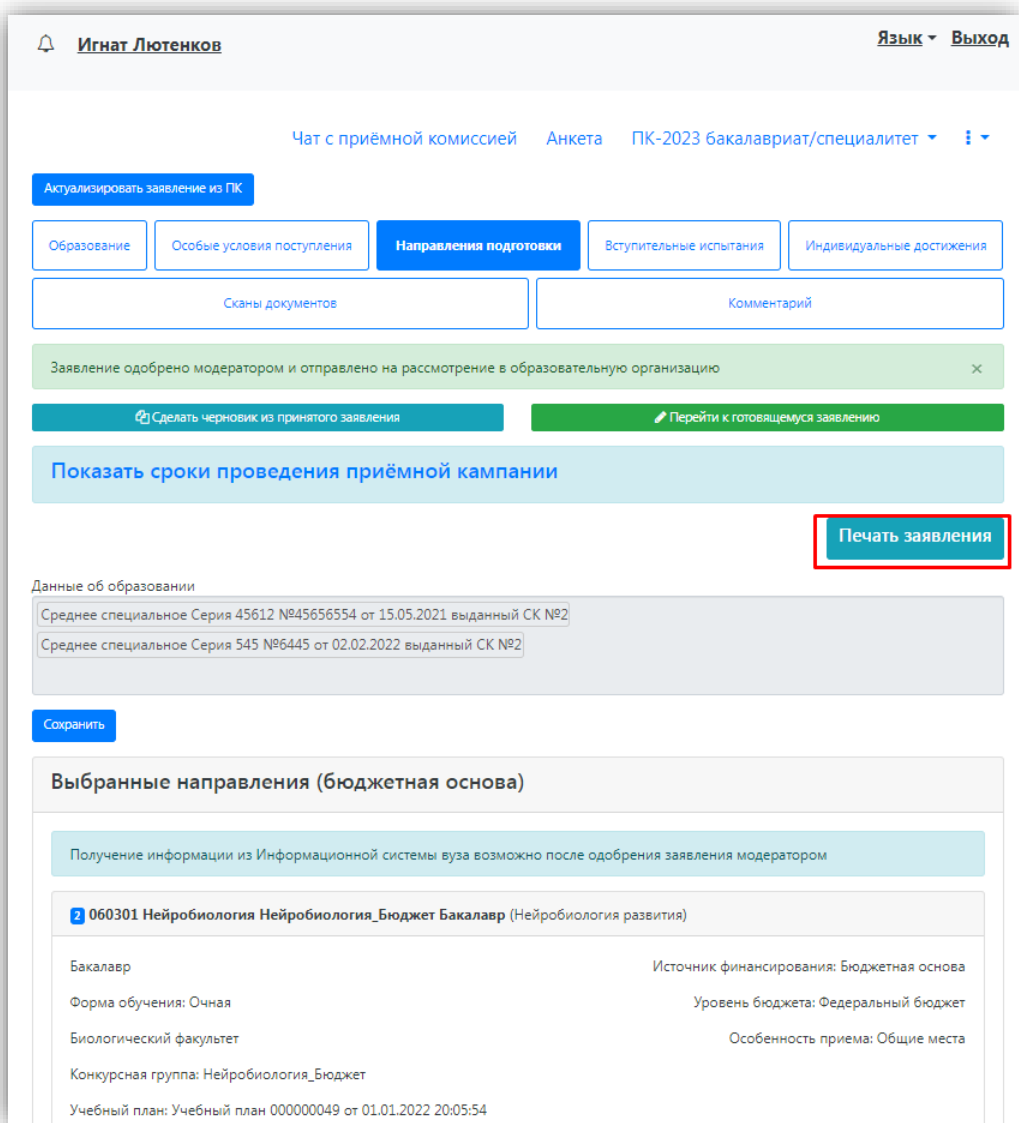 Игнат Лютенков
Язык Выход
Чат с приёмной комиссией Анкета ПК-2023 бакалавриат/специалитет
Актуализировать заявление из ПК
Образование Особые условия поступления Направления подготовки Вступительные испытания Индивидуальные достижения
Сканы документов Комментарий
Заявление одобрено модератором и отправлено на рассмотрение в образовательную организацию ×
Сделать черновик из принятого заявления Перейти к готовящемуся заявлению
Показать сроки проведения приёмной кампании
Печать заявления
Данные об образовании
Среднее специальное Серия 45612 №45656554 от 15.05.2021 выданный СК №2
Среднее специальное Серия 545 №6445 от 02.02.2022 выданный СК №2
Сохранить
Выбранные направления (бюджетная основа)
Получение информации из Информационной системы вуза возможно после одобрения заявления модератором
2 060301 Нейробиология Нейробиология_Бюджет Бакалавр (Нейробиология развития)
Бакалавр Источник финансирования: Бюджетная основа
Форма обучения: Очная Уровень бюджета: Федеральный бюджет
Биологический факультет Особенность приема: Общие места
Конкурсная группа: Нейробиология_Бюджет
Учебный план: Учебный план 000000049 от 01.01.2022 20:05:54